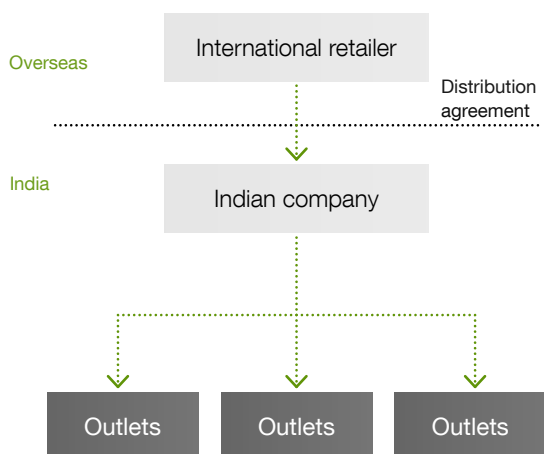 International retailer
Overseas
Distribution
agreement
India
Indian company
Outlets
Outlets
Outlets